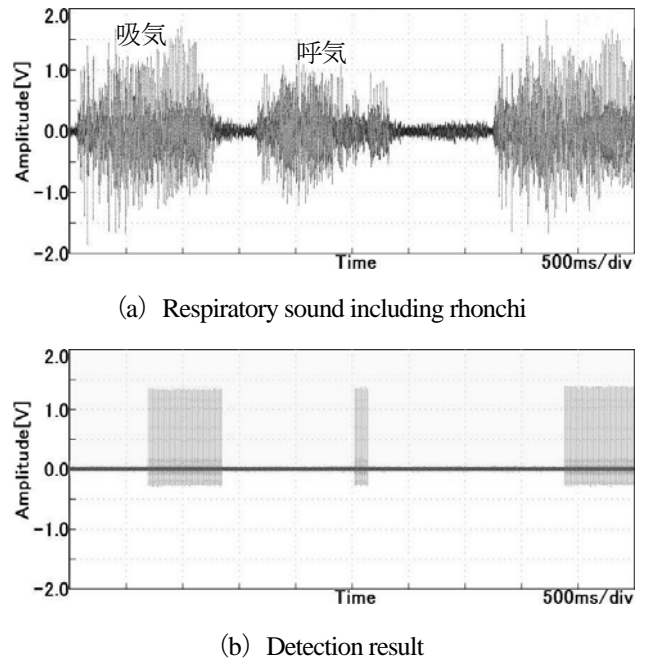 2.0
吸気
呼気
1.0
0.0
-1.0
-2.0
Amplitude[V]
Time
500ms/div
(a) Respiratory sound including rhonchi
2.0
1.0
0.0
-1.0
-2.0
Amplitude[V]
Time
500ms/div
(b) Detection result